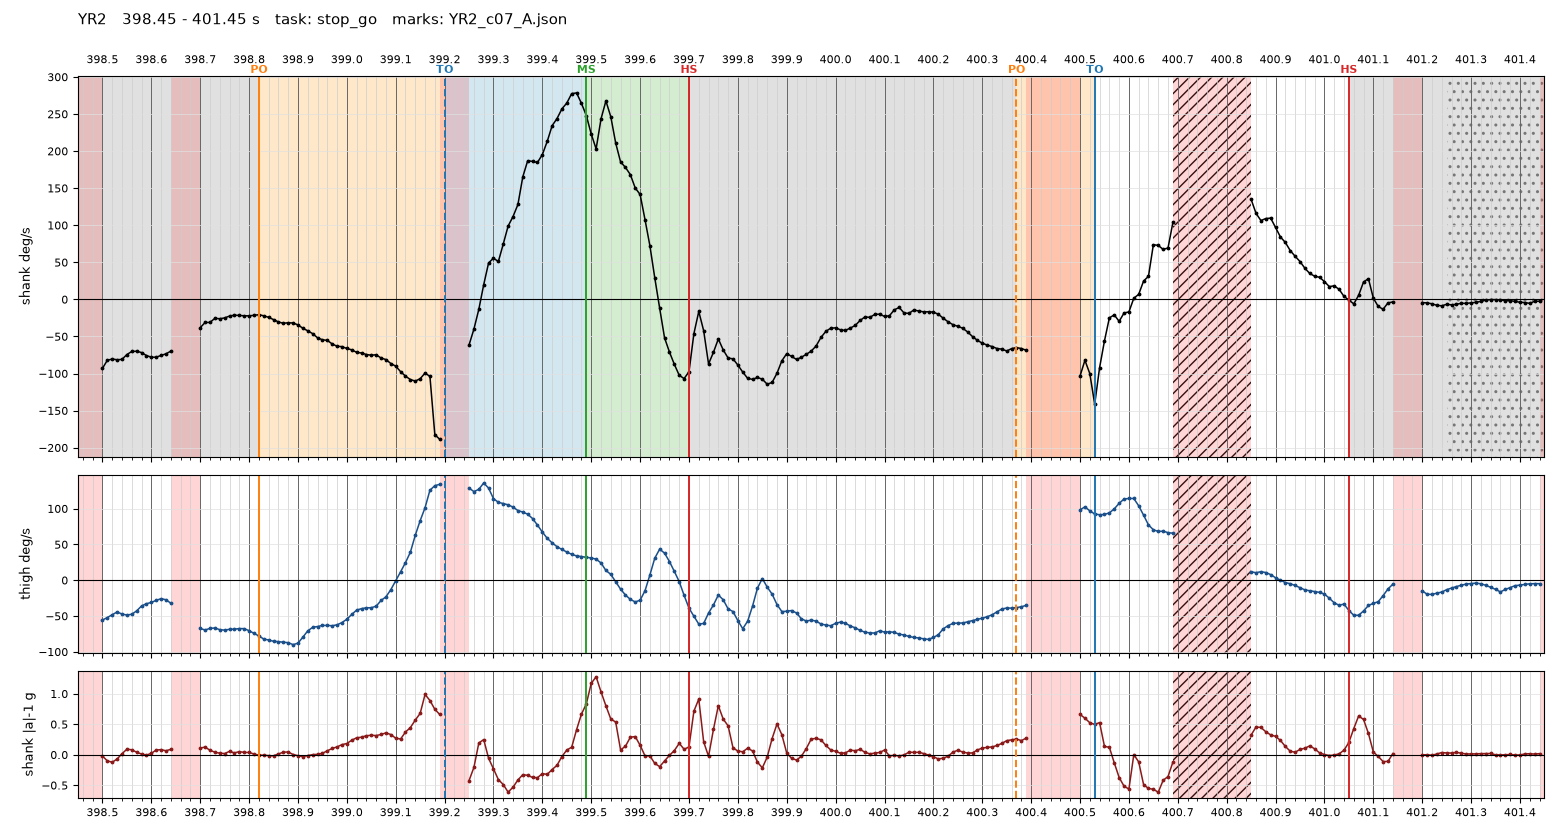 YR2   398.45 - 401.45 s   task: stop_go   marks: YR2_c07_A.json
398.5 398.6 398.7 398.8 398.9 399.0 399.1 399.2 399.3 399.4 399.5 399.6 399.7 399.8 399.9 400.0 400.1 400.2 400.3 400.4 400.5 400.6 400.7 400.8 400.9 401.0 401.1 401.2 401.3 401.4
PO TO MS HS PO TO HS
300
250
200
150
100
50
0
−50
−100
−150
−200
shank deg/s
100
50
0
−50
−100
thigh deg/s
1.0
0.5
0.0
−0.5
shank |a|-1 g
398.5 398.6 398.7 398.8 398.9 399.0 399.1 399.2 399.3 399.4 399.5 399.6 399.7 399.8 399.9 400.0 400.1 400.2 400.3 400.4 400.5 400.6 400.7 400.8 400.9 401.0 401.1 401.2 401.3 401.4